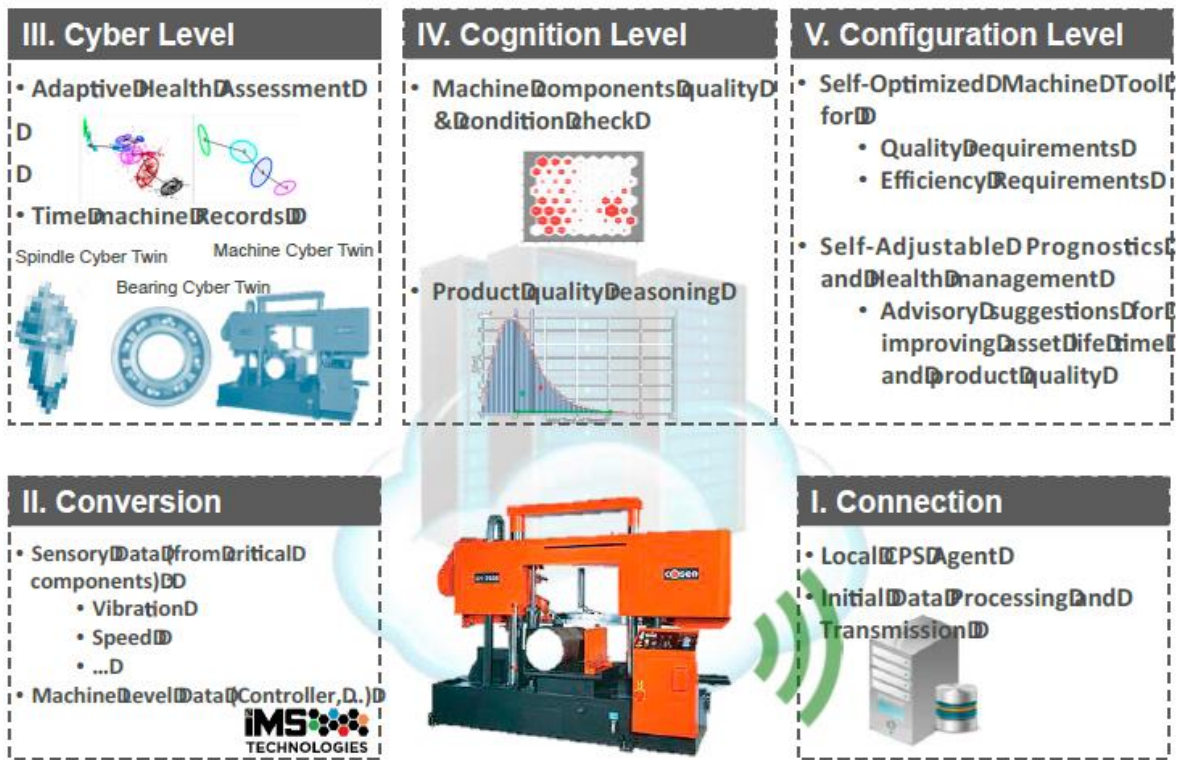 III. Cyber Level
• AdaptiveDHealthDAssessmentD
D
D
• TimeDmachineDRecordsDD
Spindle Cyber Twin
Machine Cyber Twin
Bearing Cyber Twin
IV. Cognition Level
• MachineDcomponentsDqualityD
&DconditionDcheckD
• ProductDqualityDreasoningD
V. Configuration Level
• Self-OptimizedDMachineDToolD
forDD
• QualityDrequirementsD
• EfficiencyDRequirementsD
• Self-AdjustableD PrognosticsD
andDHealthDmanagementD
• AdvisoryDsuggestionsDforD
improvingDassetDlifeDtimeD
andDproductDqualityD
II. Conversion
• SensoryDDataD(fromDcriticalD
components)DD
• VibrationD
• SpeedDD
• ...D
• MachineDLevelDDataD(Controller,D..)D
IMS
TECHNOLOGIES
cosen
I. Connection
• LocalDCPSDAgentD
• InitialDDataDProcessingDandD
TransmissionDD